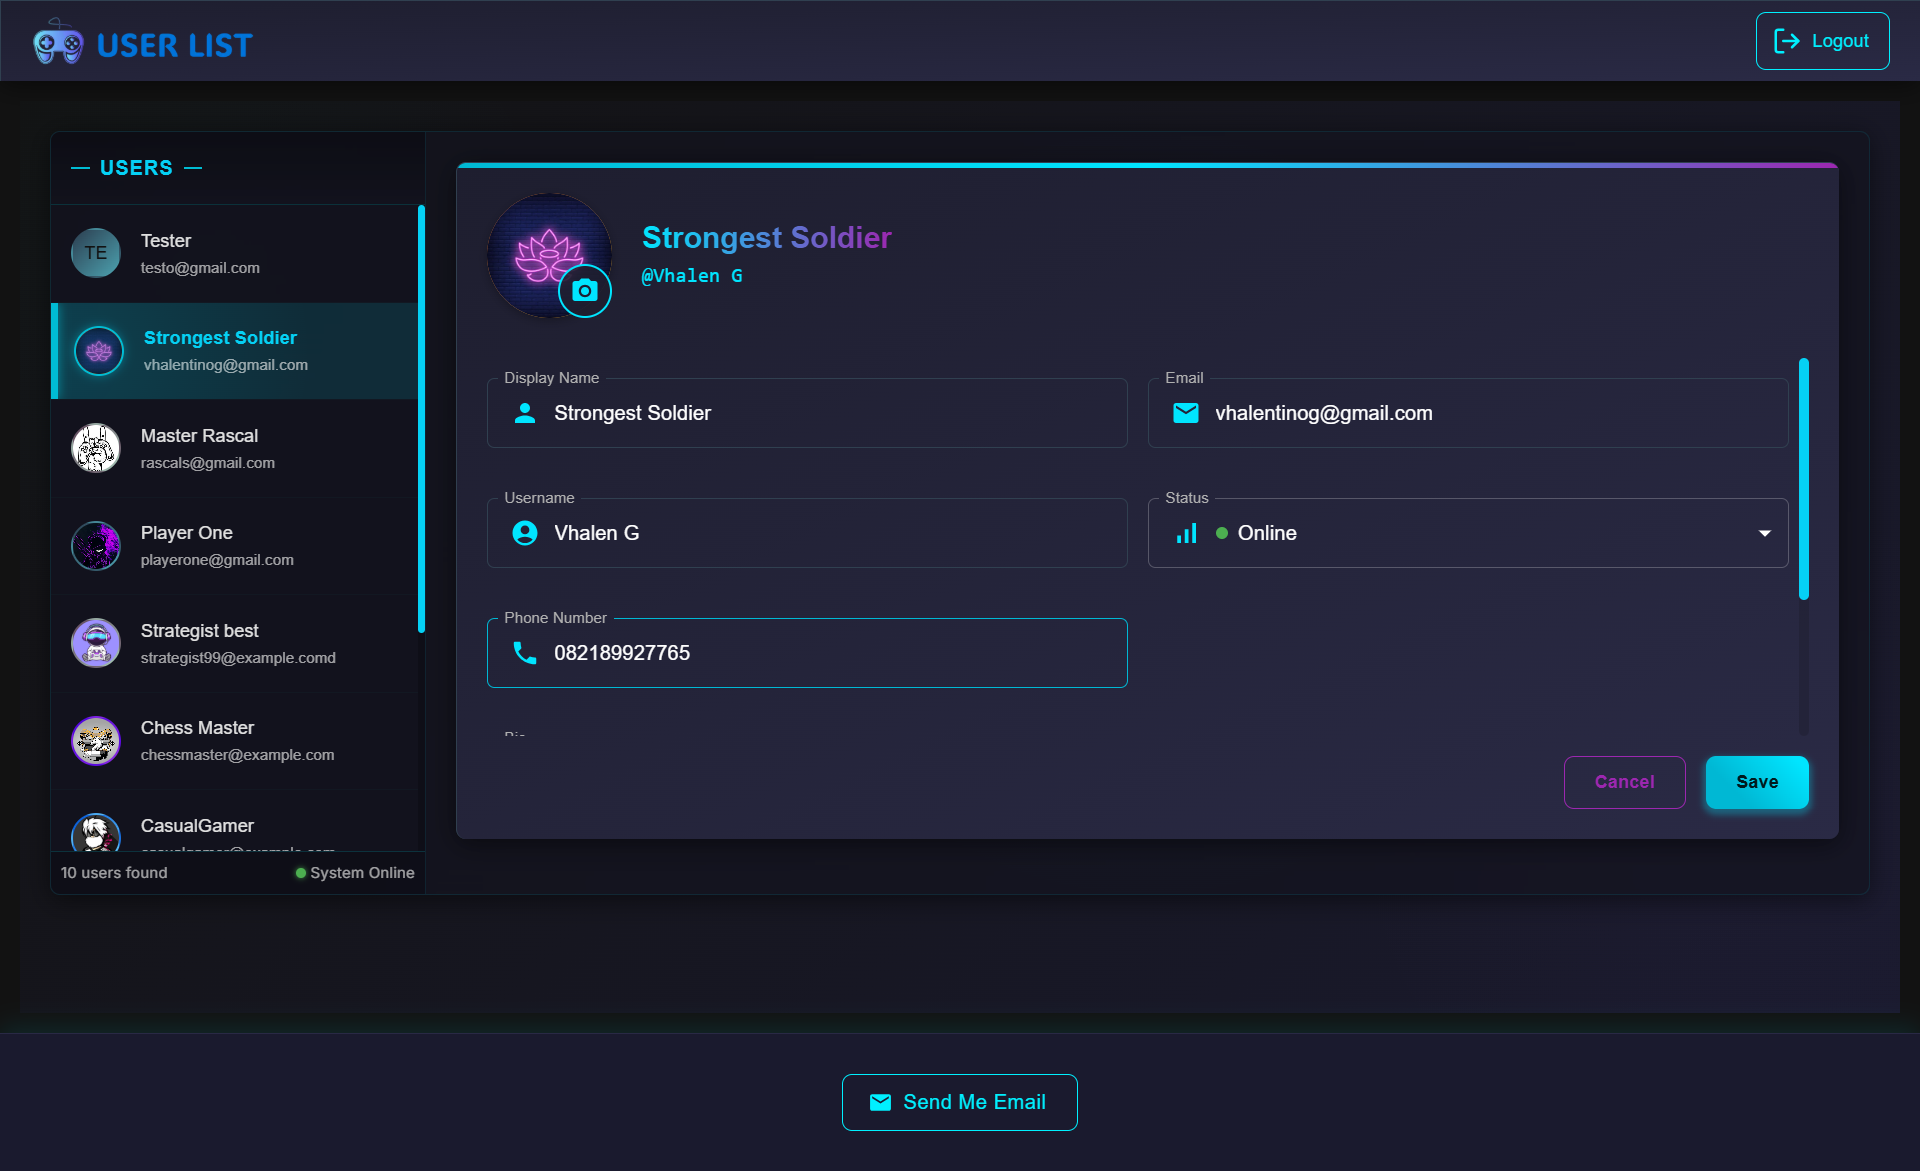 USER LIST
Logout
USERS
TE
Tester
testo@gmail.com
Strongest Soldier
vhalentinog@gmail.com
Master Rascal
rascals@gmail.com
Player One
playerone@gmail.com
Strategist best
strategist99@example.comd
Chess Master
chessmaster@example.com
CasualGamer
10 users found
System Online
Strongest Soldier
@Vhalen G
Display Name
Strongest Soldier
Email
vhalentinog@gmail.com
Username
Vhalen G
Status
Online
Phone Number
082189927765
Cancel
Save
Send Me Email